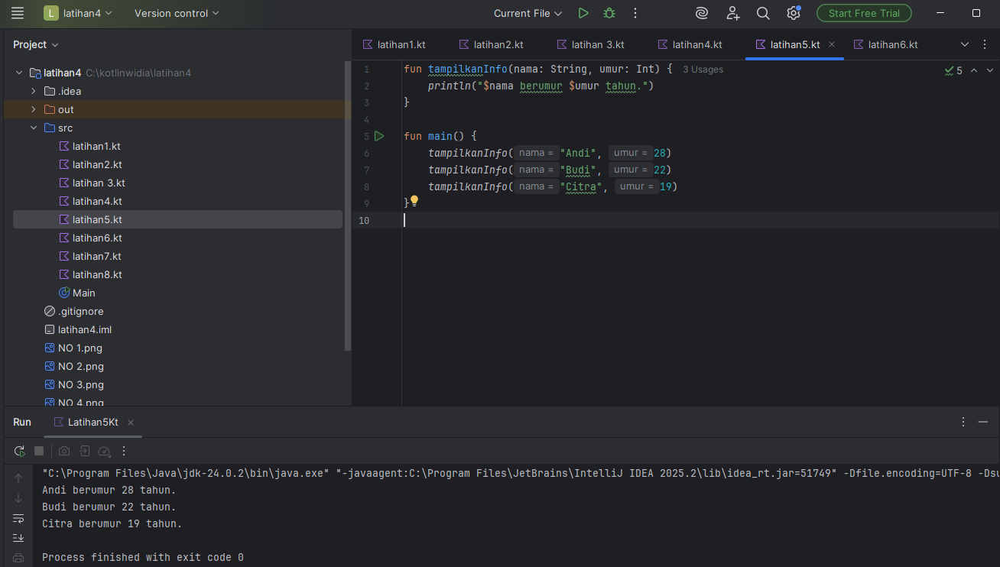 L latihan4 Version control Current File Start Free Trial
Project
latihan1.kt latihan2.kt latihan 3.kt latihan4.kt latihan5.kt latihan6.kt
latihan4 C:\kotlinwidia\latihan4
.idea
out
src
latihan1.kt
latihan2.kt
latihan 3.kt
latihan4.kt
latihan5.kt
latihan6.kt
latihan7.kt
latihan8.kt
Main
.gitignore
latihan4.iml
NO 1.png
NO 2.png
NO 3.png
NO 4.png
1 fun tampilkanInfo(nama: String, umur: Int) { 3 Usages 5
2 println("$nama berumur $umur tahun.")
3 }
4
5 fun main() {
6 tampilkanInfo( nama = "Andi", umur = 28)
7 tampilkanInfo( nama = "Budi", umur = 22)
8 tampilkanInfo( nama = "Citra", umur = 19)
9 }
10
Run Latihan5Kt
"C:\Program Files\Java\jdk-24.0.2\bin\java.exe" "-javaagent:C:\Program Files\JetBrains\IntelliJ IDEA 2025.2\lib\idea_rt.jar=51749" -Dfile.encoding=UTF-8 -Dsu
Andi berumur 28 tahun.
Budi berumur 22 tahun.
Citra berumur 19 tahun.
Process finished with exit code 0